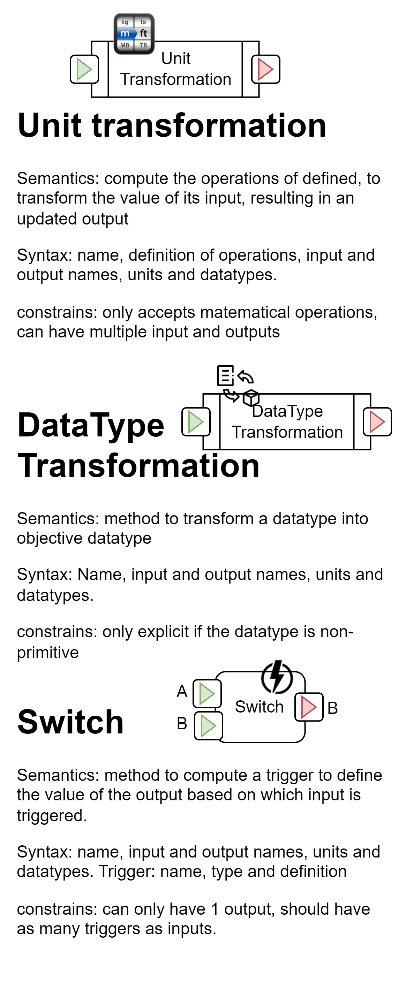 kg lb
m ft
MB TB
Unit
Transformation
Unit transformation
Semantics: compute the operations of defined, to
transform the value of its input, resulting in an
updated output
Syntax: name, definition of operations, input and
output names, units and datatypes.
constrains: only accepts matematical operations,
can have multiple input and outputs
DataType
Transformation
DataType
Transformation
Semantics: method to transform a datatype into
objective datatype
Syntax: Name, input and output names, units and
datatypes.
constrains: only explicit if the datatype is non-
primitive
A
B
Switch
B
Switch
Semantics: method to compute a trigger to define
the value of the output based on which input is
triggered.
Syntax: name, input and output names, units and
datatypes. Trigger: name, type and definition
constrains: can only have 1 output, should have
as many triggers as inputs.